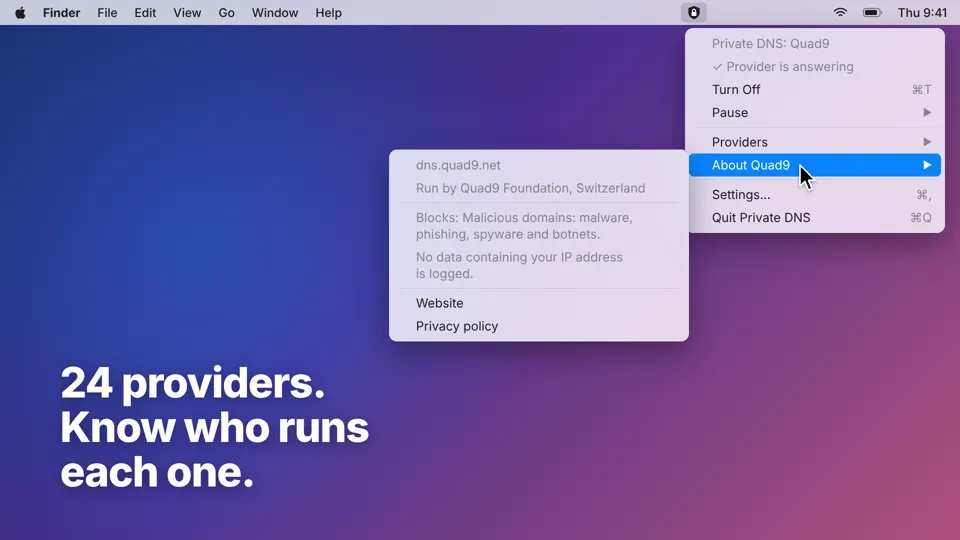 Finder File Edit View Go Window Help Thu 9:41
Private DNS: Quad9
✓ Provider is answering
Turn Off ⌘T
Pause
Providers
About Quad9
Settings... ⌘,
Quit Private DNS ⌘Q
dns.quad9.net
Run by Quad9 Foundation, Switzerland
Blocks: Malicious domains: malware,
phishing, spyware and botnets.
No data containing your IP address
is logged.
Website
Privacy policy
24 providers.
Know who runs
each one.